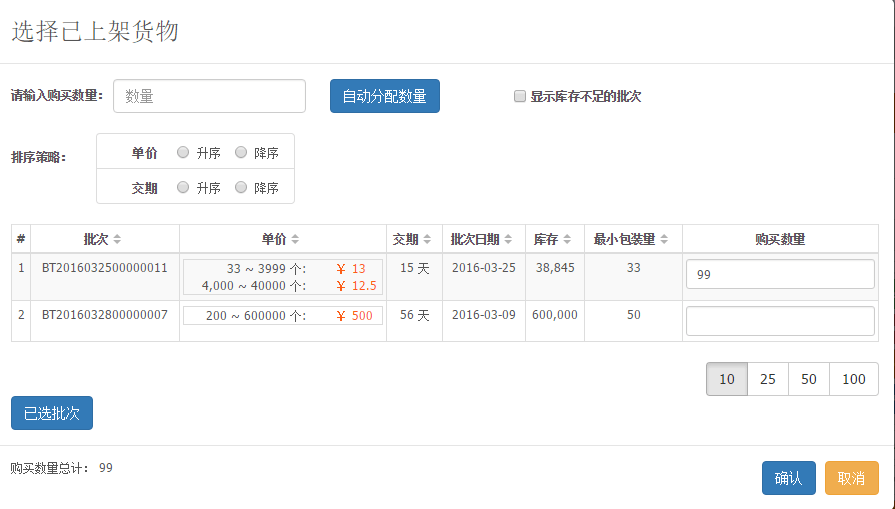 选择已上架货物
请输入购买数量： 数量 自动分配数量 显示库存不足的批次
排序策略： 单价 升序 降序
交期 升序 降序
# 批次 单价 交期 批次日期 库存 最小包装量 购买数量
1 BT2016032500000011 33 ~ 3999 个： ¥ 13 15 天 2016-03-25 38,845 33 99
4,000 ~ 40000 个： ¥ 12.5
2 BT2016032800000007 200 ~ 600000 个： ¥ 500 56 天 2016-03-09 600,000 50
10 25 50 100
已选批次
购买数量总计： 99 确认 取消